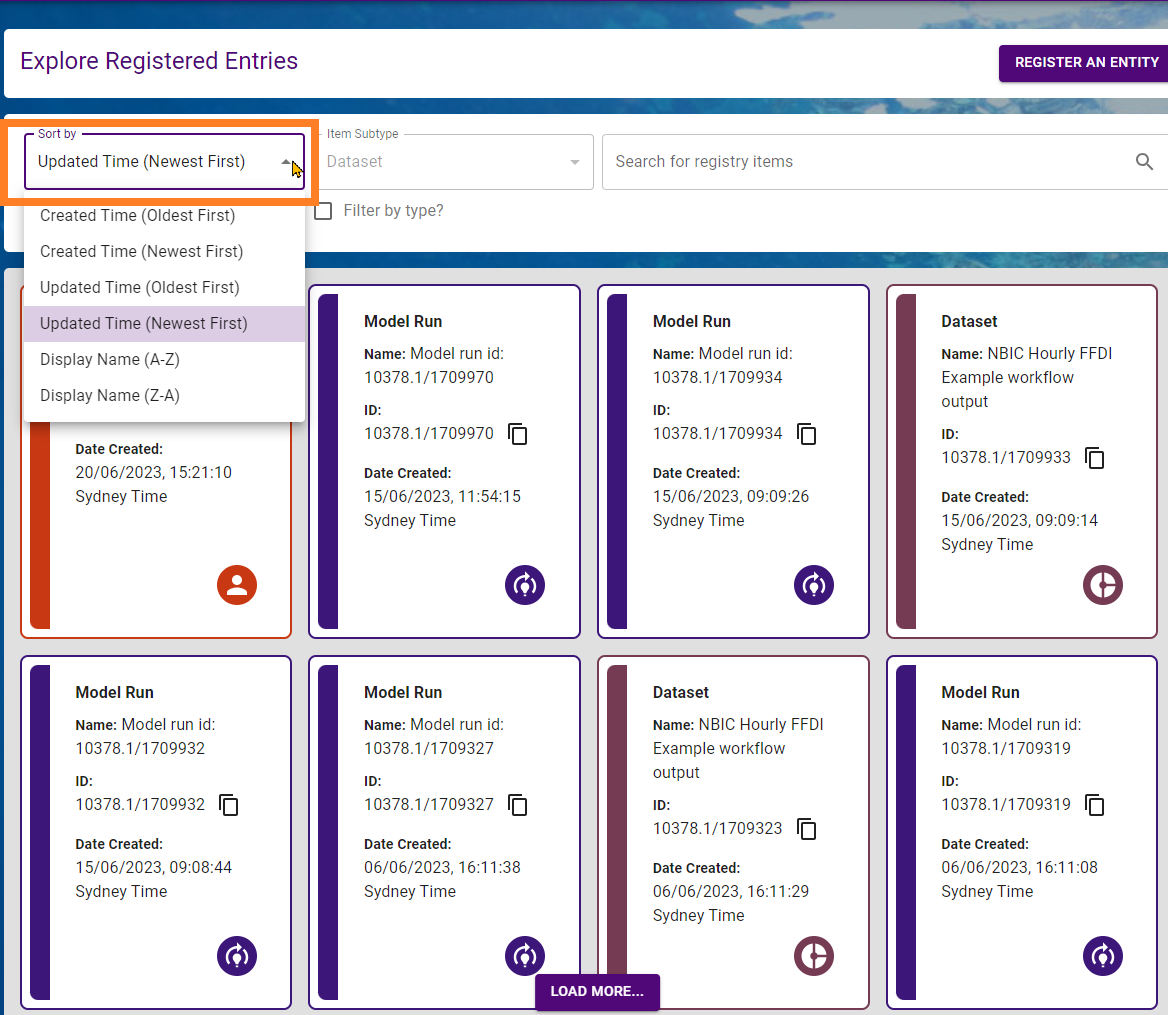 Explore Registered Entries
REGISTER AN ENTITY
Sort by
Updated Time (Newest First)
Item Subtype
Dataset
Search for registry items
Filter by type?
Created Time (Oldest First)
Created Time (Newest First)
Updated Time (Oldest First)
Updated Time (Newest First)
Display Name (A-Z)
Display Name (Z-A)
Date Created:
20/06/2023, 15:21:10
Sydney Time
Model Run
Name: Model run id:
10378.1/1709970
ID:
10378.1/1709970
Date Created:
15/06/2023, 11:54:15
Sydney Time
Model Run
Name: Model run id:
10378.1/1709934
ID:
10378.1/1709934
Date Created:
15/06/2023, 09:09:26
Sydney Time
Dataset
Name: NBIC Hourly FFDI
Example workflow
output
ID:
10378.1/1709933
Date Created:
15/06/2023, 09:09:14
Sydney Time
Model Run
Name: Model run id:
10378.1/1709932
ID:
10378.1/1709932
Date Created:
15/06/2023, 09:08:44
Sydney Time
Model Run
Name: Model run id:
10378.1/1709327
ID:
10378.1/1709327
Date Created:
06/06/2023, 16:11:38
Sydney Time
Dataset
Name: NBIC Hourly FFDI
Example workflow
output
ID:
10378.1/1709323
Date Created:
06/06/2023, 16:11:29
Sydney Time
Model Run
Name: Model run id:
10378.1/1709319
ID:
10378.1/1709319
Date Created:
06/06/2023, 16:11:08
Sydney Time
LOAD MORE...